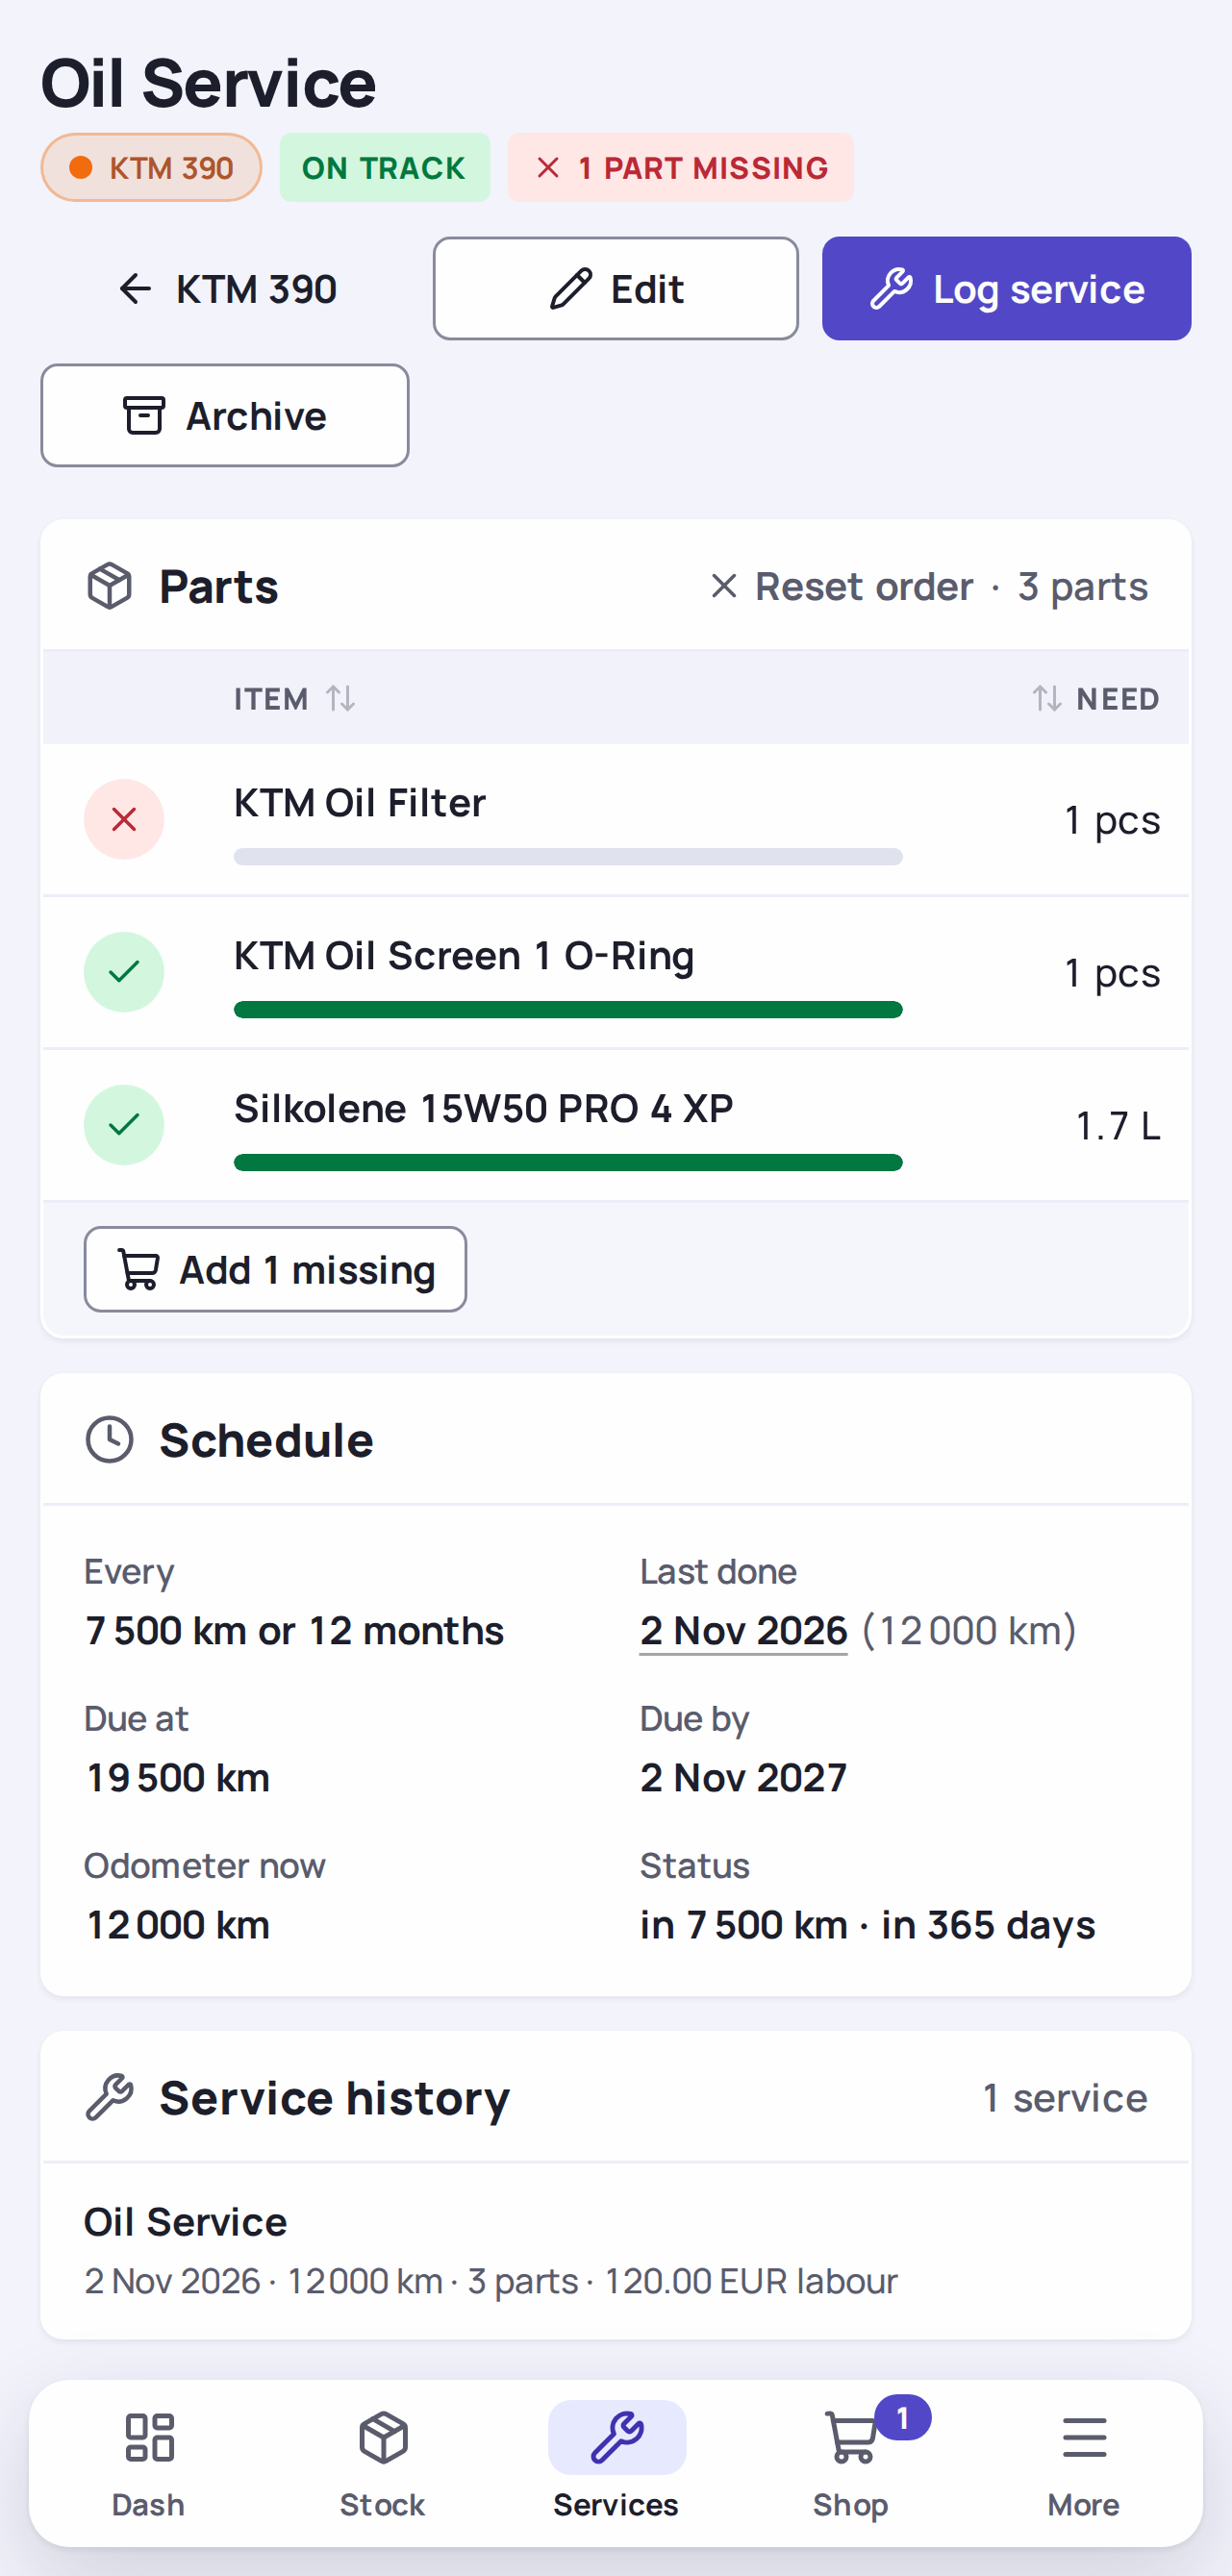 Oil Service
KTM 390 ON TRACK 1 PART MISSING
KTM 390 Edit Log service
Archive
Parts Reset order · 3 parts
ITEM NEED
KTM Oil Filter 1 pcs
KTM Oil Screen 1 O-Ring 1 pcs
Silkolene 15W50 PRO 4 XP 1.7 L
Add 1 missing
Schedule
Every Last done
7 500 km or 12 months 2 Nov 2026 (12 000 km)
Due at Due by
19 500 km 2 Nov 2027
Odometer now Status
12 000 km in 7 500 km · in 365 days
Service history 1 service
Oil Service
2 Nov 2026 · 12 000 km · 3 parts · 120.00 EUR labour
1
Dash Stock Services Shop More